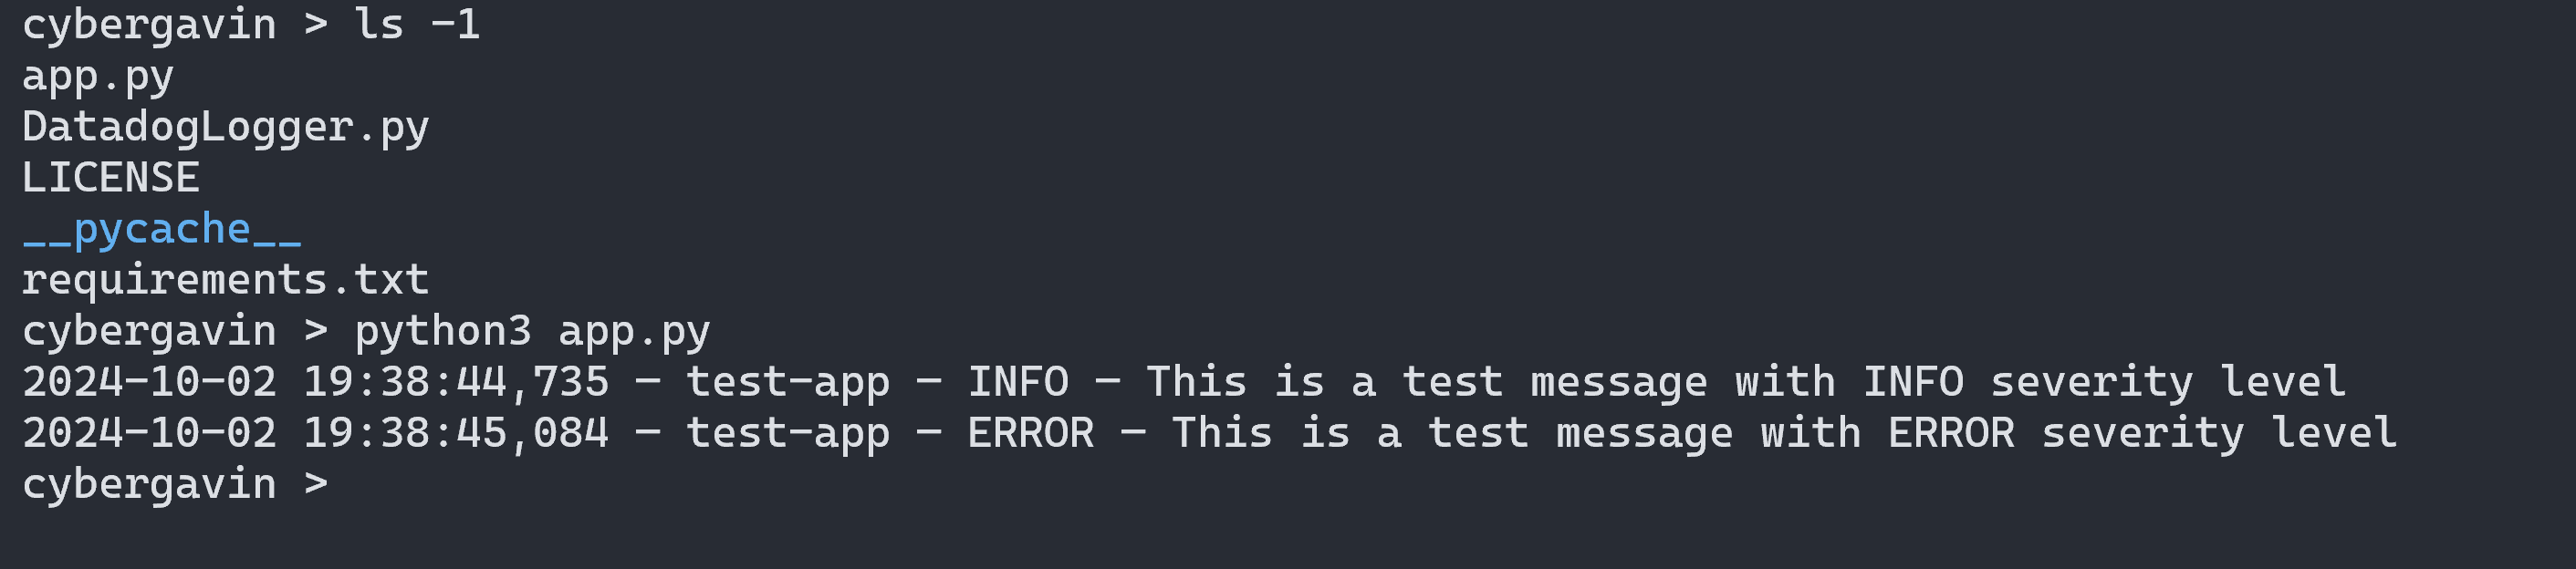 cybergavin > ls -1
app.py
DatadogLogger.py
LICENSE
__pycache__
requirements.txt
cybergavin > python3 app.py
2024-10-02 19:38:44,735 - test-app - INFO - This is a test message with INFO severity level
2024-10-02 19:38:45,084 - test-app - ERROR - This is a test message with ERROR severity level
cybergavin >